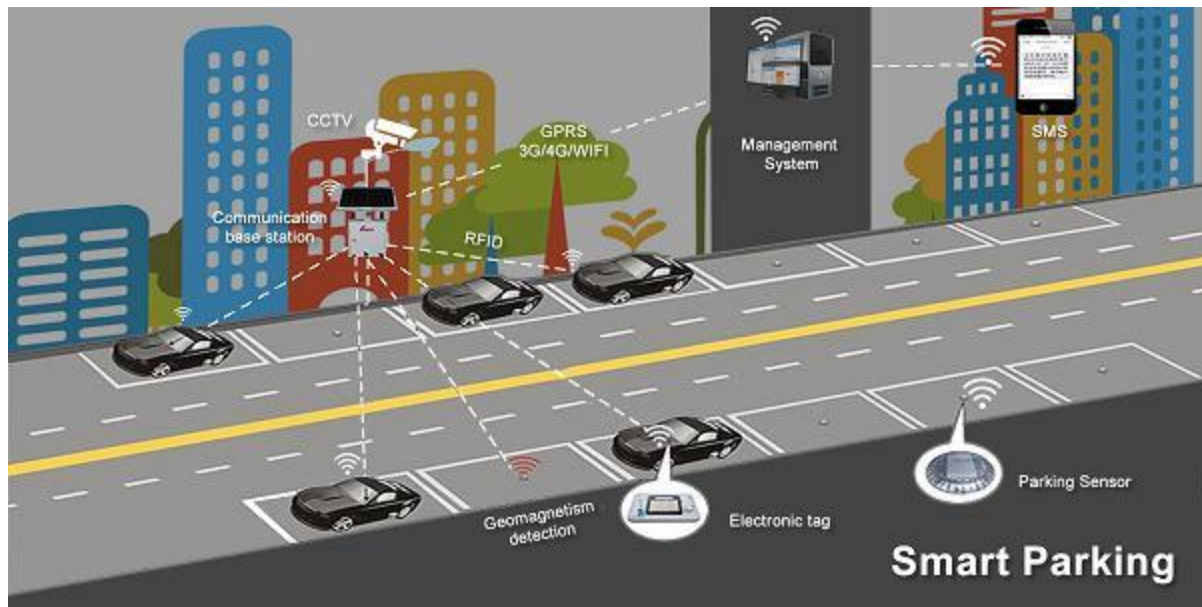 CCTV
GPRS
3G/4G/WIFI
Management
System
SMS
Communication
base station
RFID
Geomagnetism
detection
Electronic tag
Parking Sensor
Smart Parking